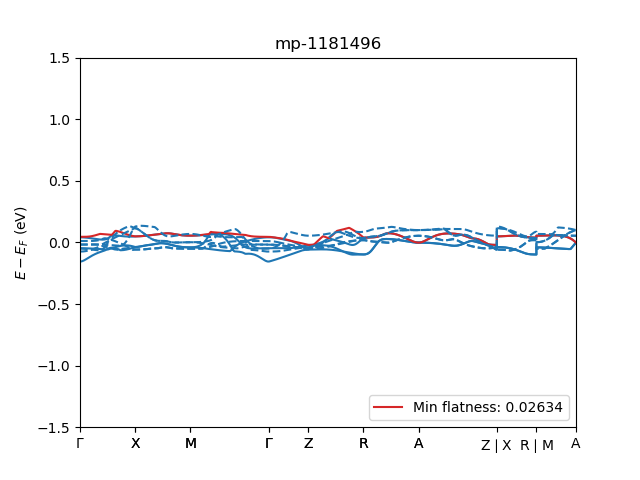 mp-1181496
1.5
1.0
0.5
0.0
−0.5
−1.0
−1.5
E − E_F (eV)
Min flatness: 0.02634
Γ X M Γ Z R A Z | X R | M A